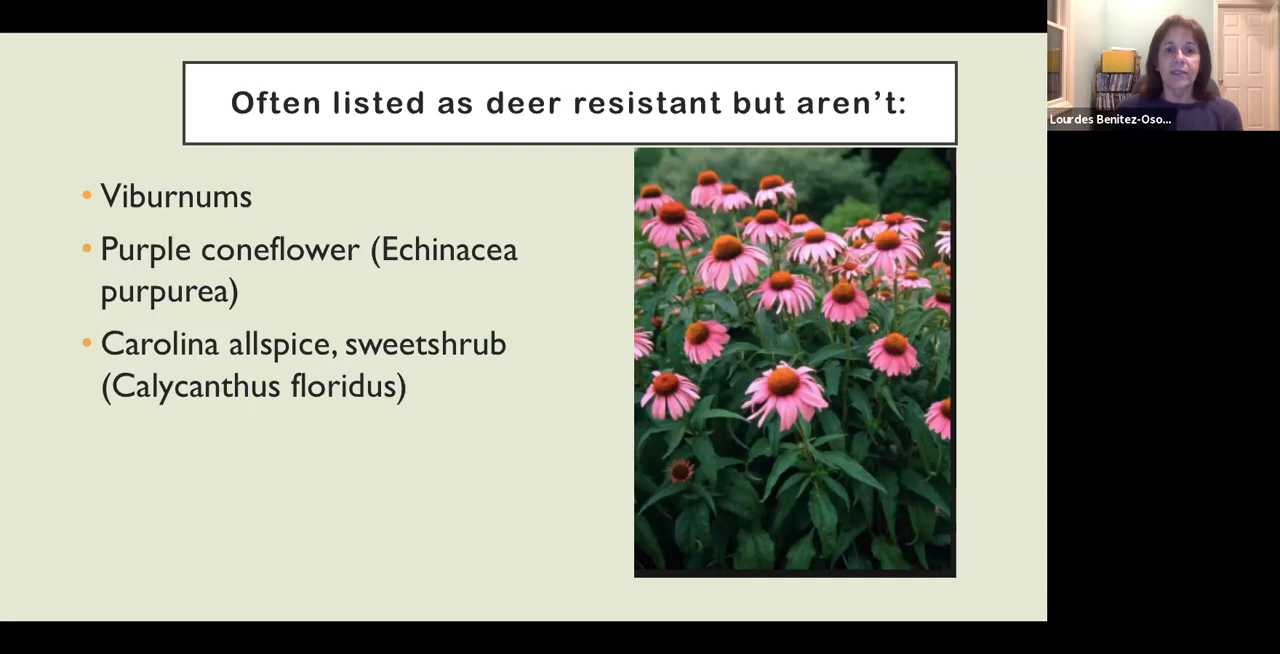 Often listed as deer resistant but aren’t:
• Viburnums
• Purple coneflower (Echinacea
purpurea)
• Carolina allspice, sweetshrub
(Calycanthus floridus)
Lourdes Benitez-Oso...